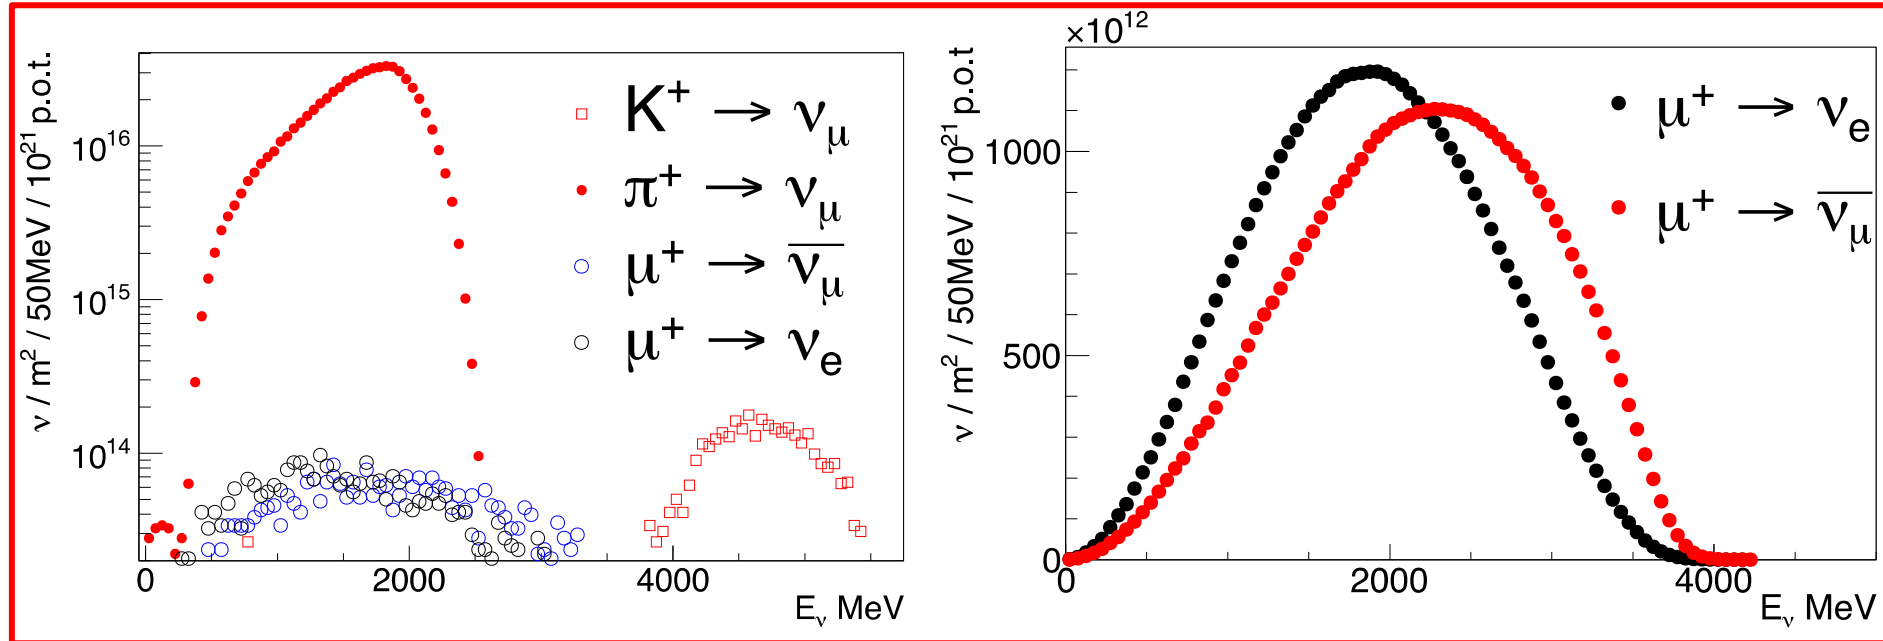 ν / m² / 50MeV / 10²¹ p.o.t
10¹⁶
10¹⁵
10¹⁴
K⁺ → ν_μ
π⁺ → ν_μ
μ⁺ → ν̅_μ
μ⁺ → ν_e
0 2000 4000
E_ν MeV
×10¹²
ν / m² / 50MeV / 10²¹ p.o.t
1000
500
0
μ⁺ → ν_e
μ⁺ → ν̅_μ
0 2000 4000
E_ν MeV